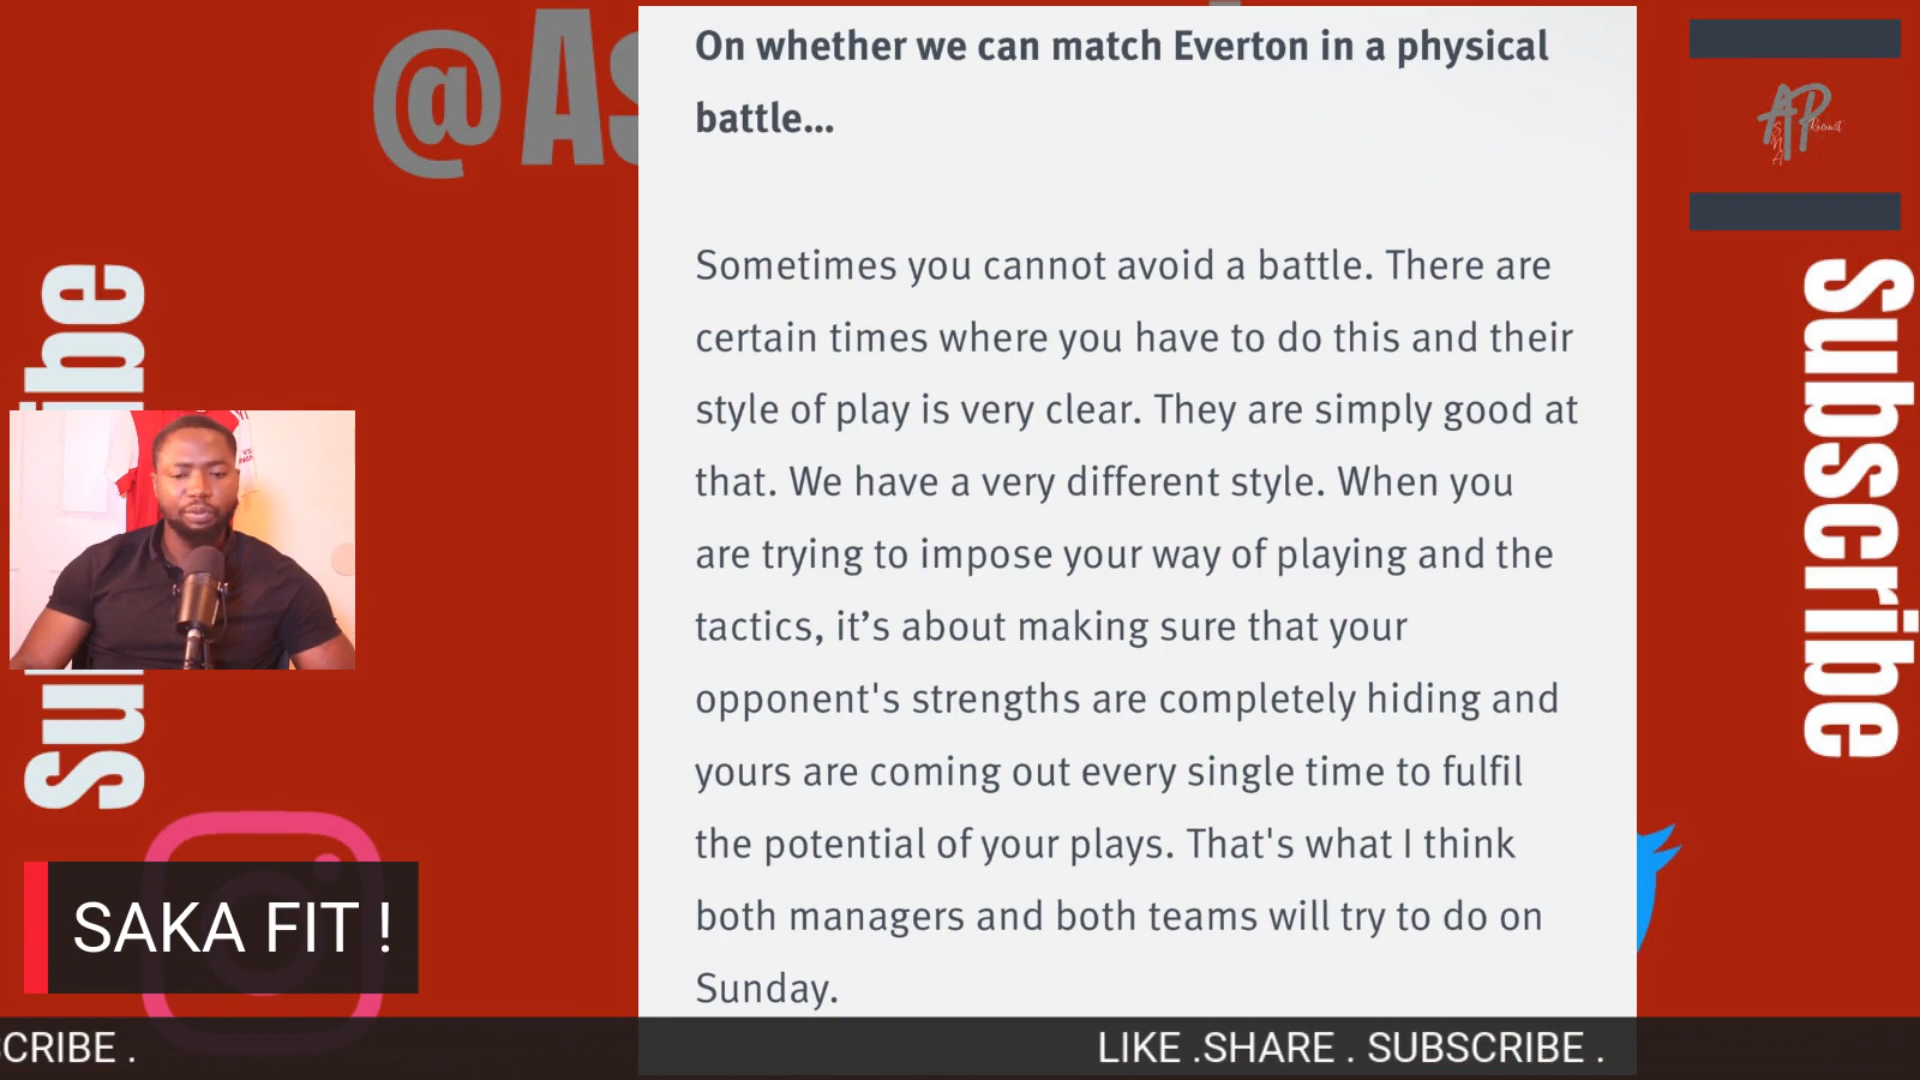 @AS
On whether we can match Everton in a physical
battle...
Sometimes you cannot avoid a battle. There are
certain times where you have to do this and their
style of play is very clear. They are simply good at
that. We have a very different style. When you
are trying to impose your way of playing and the
tactics, it’s about making sure that your
opponent's strengths are completely hiding and
yours are coming out every single time to fulfil
the potential of your plays. That's what I think
both managers and both teams will try to do on
Sunday.
AP
Subscribe
SAKA FIT !
CRIBE .
LIKE .SHARE . SUBSCRIBE .